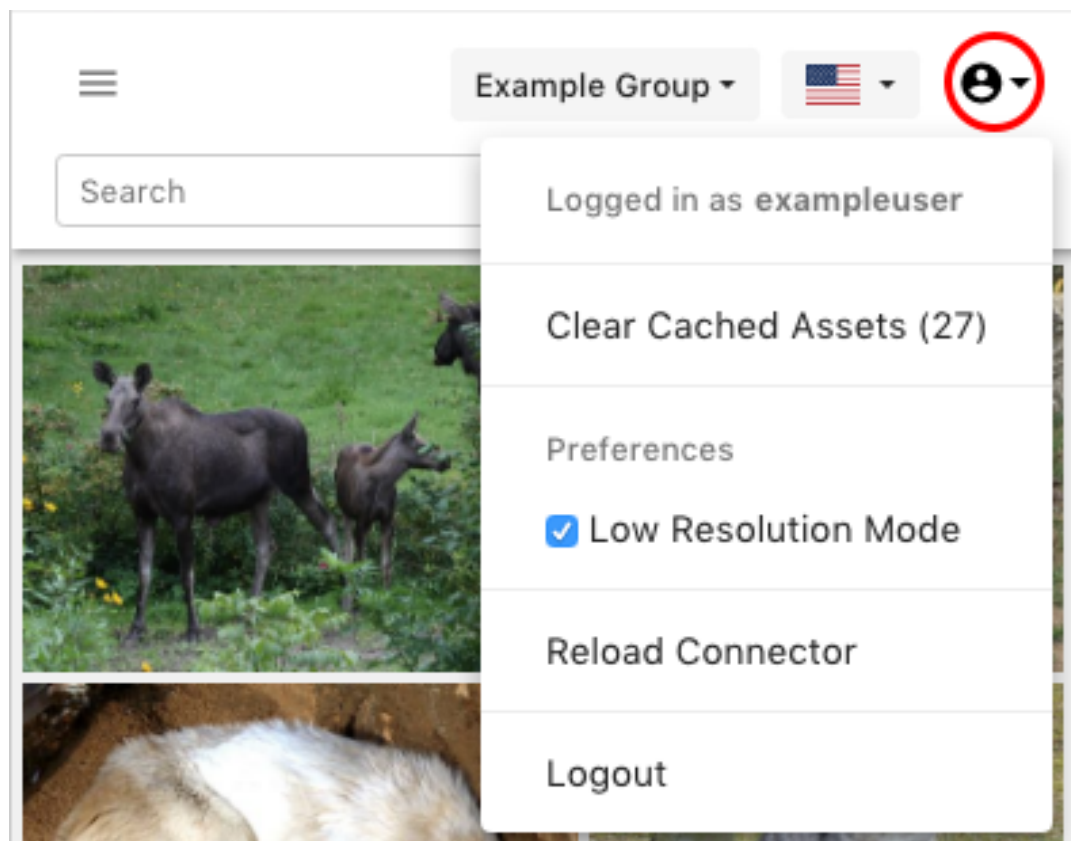 Example Group
Search
Logged in as exampleuser
Clear Cached Assets (27)
Preferences
Low Resolution Mode
Reload Connector
Logout